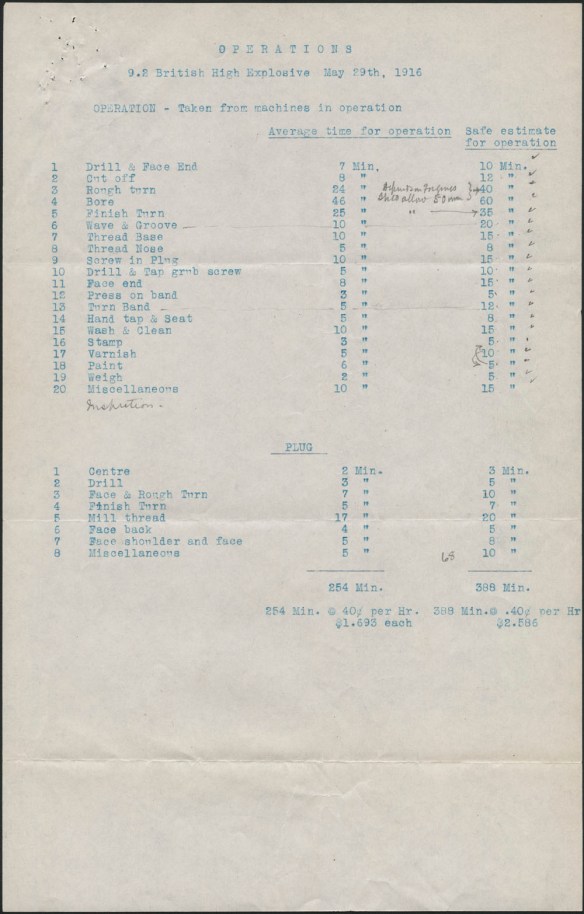 OPERATIONS
9.2 British High Explosive May 29th, 1916
OPERATION - Taken from machines in operation
Average time for operation Safe estimate for operation
1 Drill & Face End 7 Min. 10 Min.
2 Cut off 8 " 12 "
3 Rough turn 24 " Depends on Forgings 40 "
4 Bore 46 " allow 50 min 60 "
5 Finish Turn 25 " " 35 "
6 Wave & Groove 10 " 20 "
7 Thread Base 10 " 15 "
8 Thread Nose 5 " 8 "
9 Screw in Plug 10 " 15 "
10 Drill & Tap grub screw 5 " 10 "
11 Face end 8 " 15 "
12 Press on band 3 " 5 "
13 Turn Band 5 " 12 "
14 Hand tap & Seat 5 " 8 "
15 Wash & Clean 10 " 15 "
16 Stamp 3 " 5 "
17 Varnish 5 " 10 "
18 Paint 6 " 5 "
19 Weigh 2 " 5 "
20 Miscellaneous 10 " 15 "
Inspection -
PLUG
1 Centre 2 Min. 3 Min.
2 Drill 3 " 5 "
3 Face & Rough Turn 7 " 10 "
4 Finish Turn 5 " 7 "
5 Mill thread 17 " 20 "
6 Face back 4 " 5 "
7 Face shoulder and face 5 " 8 "
8 Miscellaneous 5 " 68 10 "
254 Min. 388 Min.
254 Min. @ 40¢ per Hr. 388 Min.@ .40¢ per Hr
$1.693 each $2.586